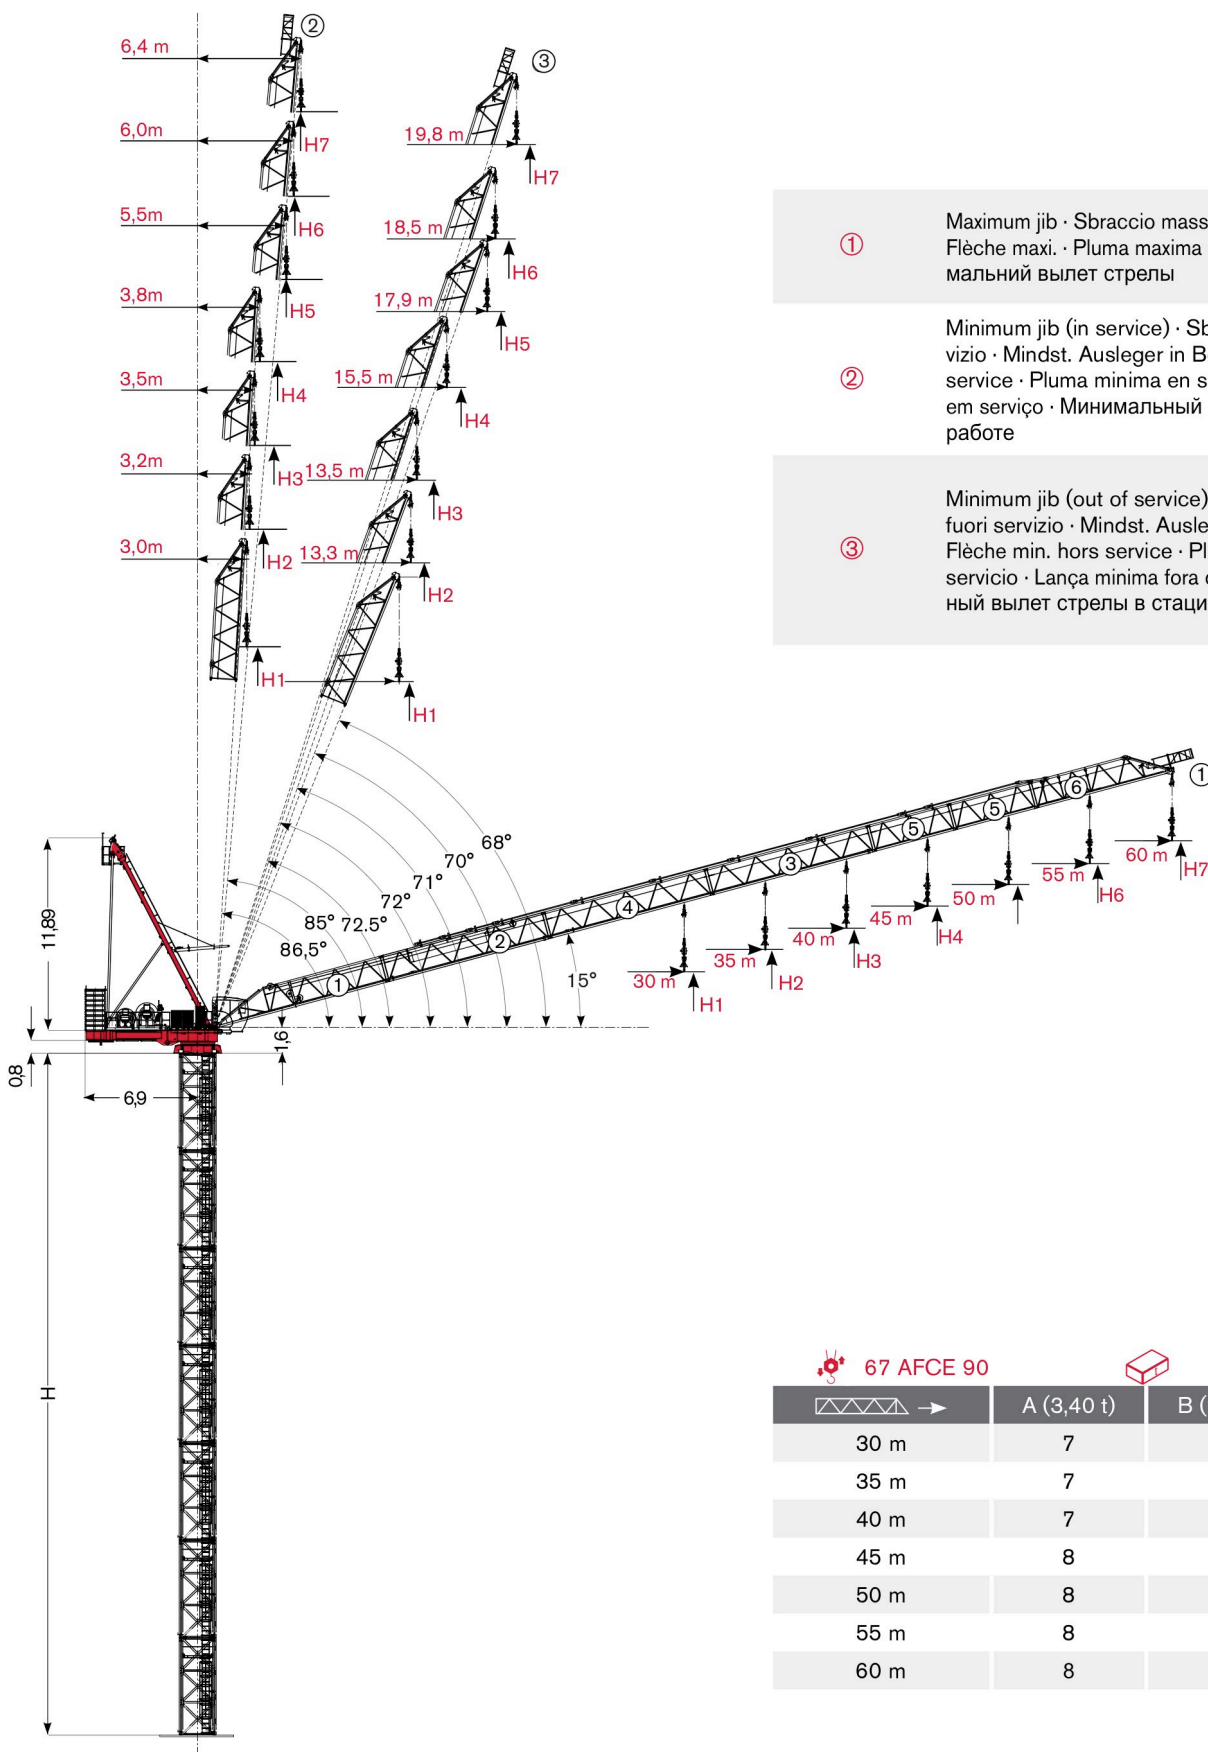 ②
6,4 m
③
6,0m
H7
19,8 m
H7
5,5m
H6
18,5 m
H6
3,8m
H5
17,9 m
H5
3,5m
H4
15,5 m
H4
3,2m
H3
13,5 m
H3
3,0m
H2
13,3 m
H2
H1
H1
① Maximum jib · Sbraccio mass
Flèche maxi. · Pluma maxima
мальний вылет стрелы
② Minimum jib (in service) · Sb
vizio · Mindst. Ausleger in B
service · Pluma minima en s
em serviço · Минимальный
работе
③ Minimum jib (out of service)
fuori servizio · Mindst. Ausle
Flèche min. hors service · Pl
servicio · Lança minima fora
ный вылет стрелы в стаци
①
⑥
⑤
⑤
③
④
②
①
60 m
H7
55 m
H6
50 m
45 m
H4
40 m
H3
35 m
H2
30 m
H1
68°
70°
71°
72°
72.5°
85°
86,5°
15°
11,89
1,6
0,8
6,9
H
67 AFCE 90
A (3,40 t) B (
30 m 7
35 m 7
40 m 7
45 m 8
50 m 8
55 m 8
60 m 8